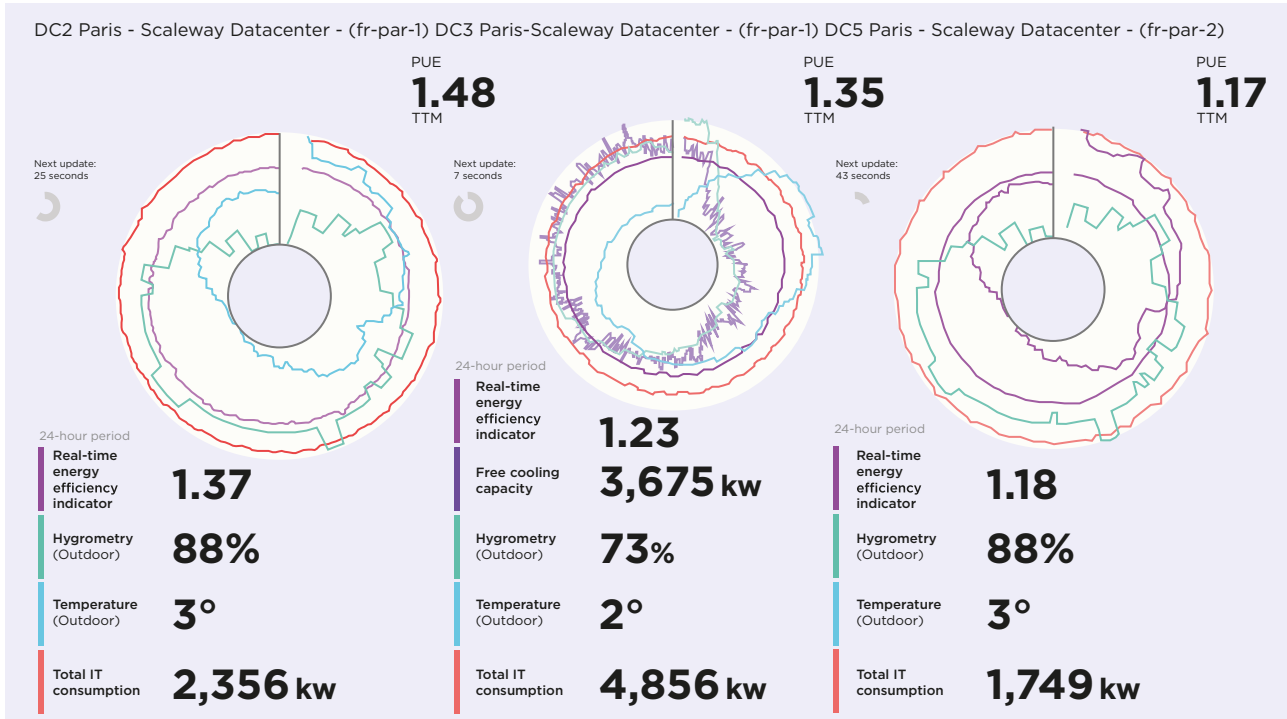 DC2 Paris - Scaleway Datacenter - (fr-par-1) DC3 Paris-Scaleway Datacenter - (fr-par-1) DC5 Paris - Scaleway Datacenter - (fr-par-2)
PUE
1.48
TTM
Next update:
25 seconds
24-hour period
Real-time
energy
efficiency
indicator
1.37
Hygrometry
(Outdoor)
88%
Temperature
(Outdoor)
3°
Total IT
consumption
2,356 kw
PUE
1.35
TTM
Next update:
7 seconds
24-hour period
Real-time
energy
efficiency
indicator
1.23
Free cooling
capacity
3,675 kw
Hygrometry
(Outdoor)
73%
Temperature
(Outdoor)
2°
Total IT
consumption
4,856 kw
PUE
1.17
TTM
Next update:
43 seconds
24-hour period
Real-time
energy
efficiency
indicator
1.18
Hygrometry
(Outdoor)
88%
Temperature
(Outdoor)
3°
Total IT
consumption
1,749 kw